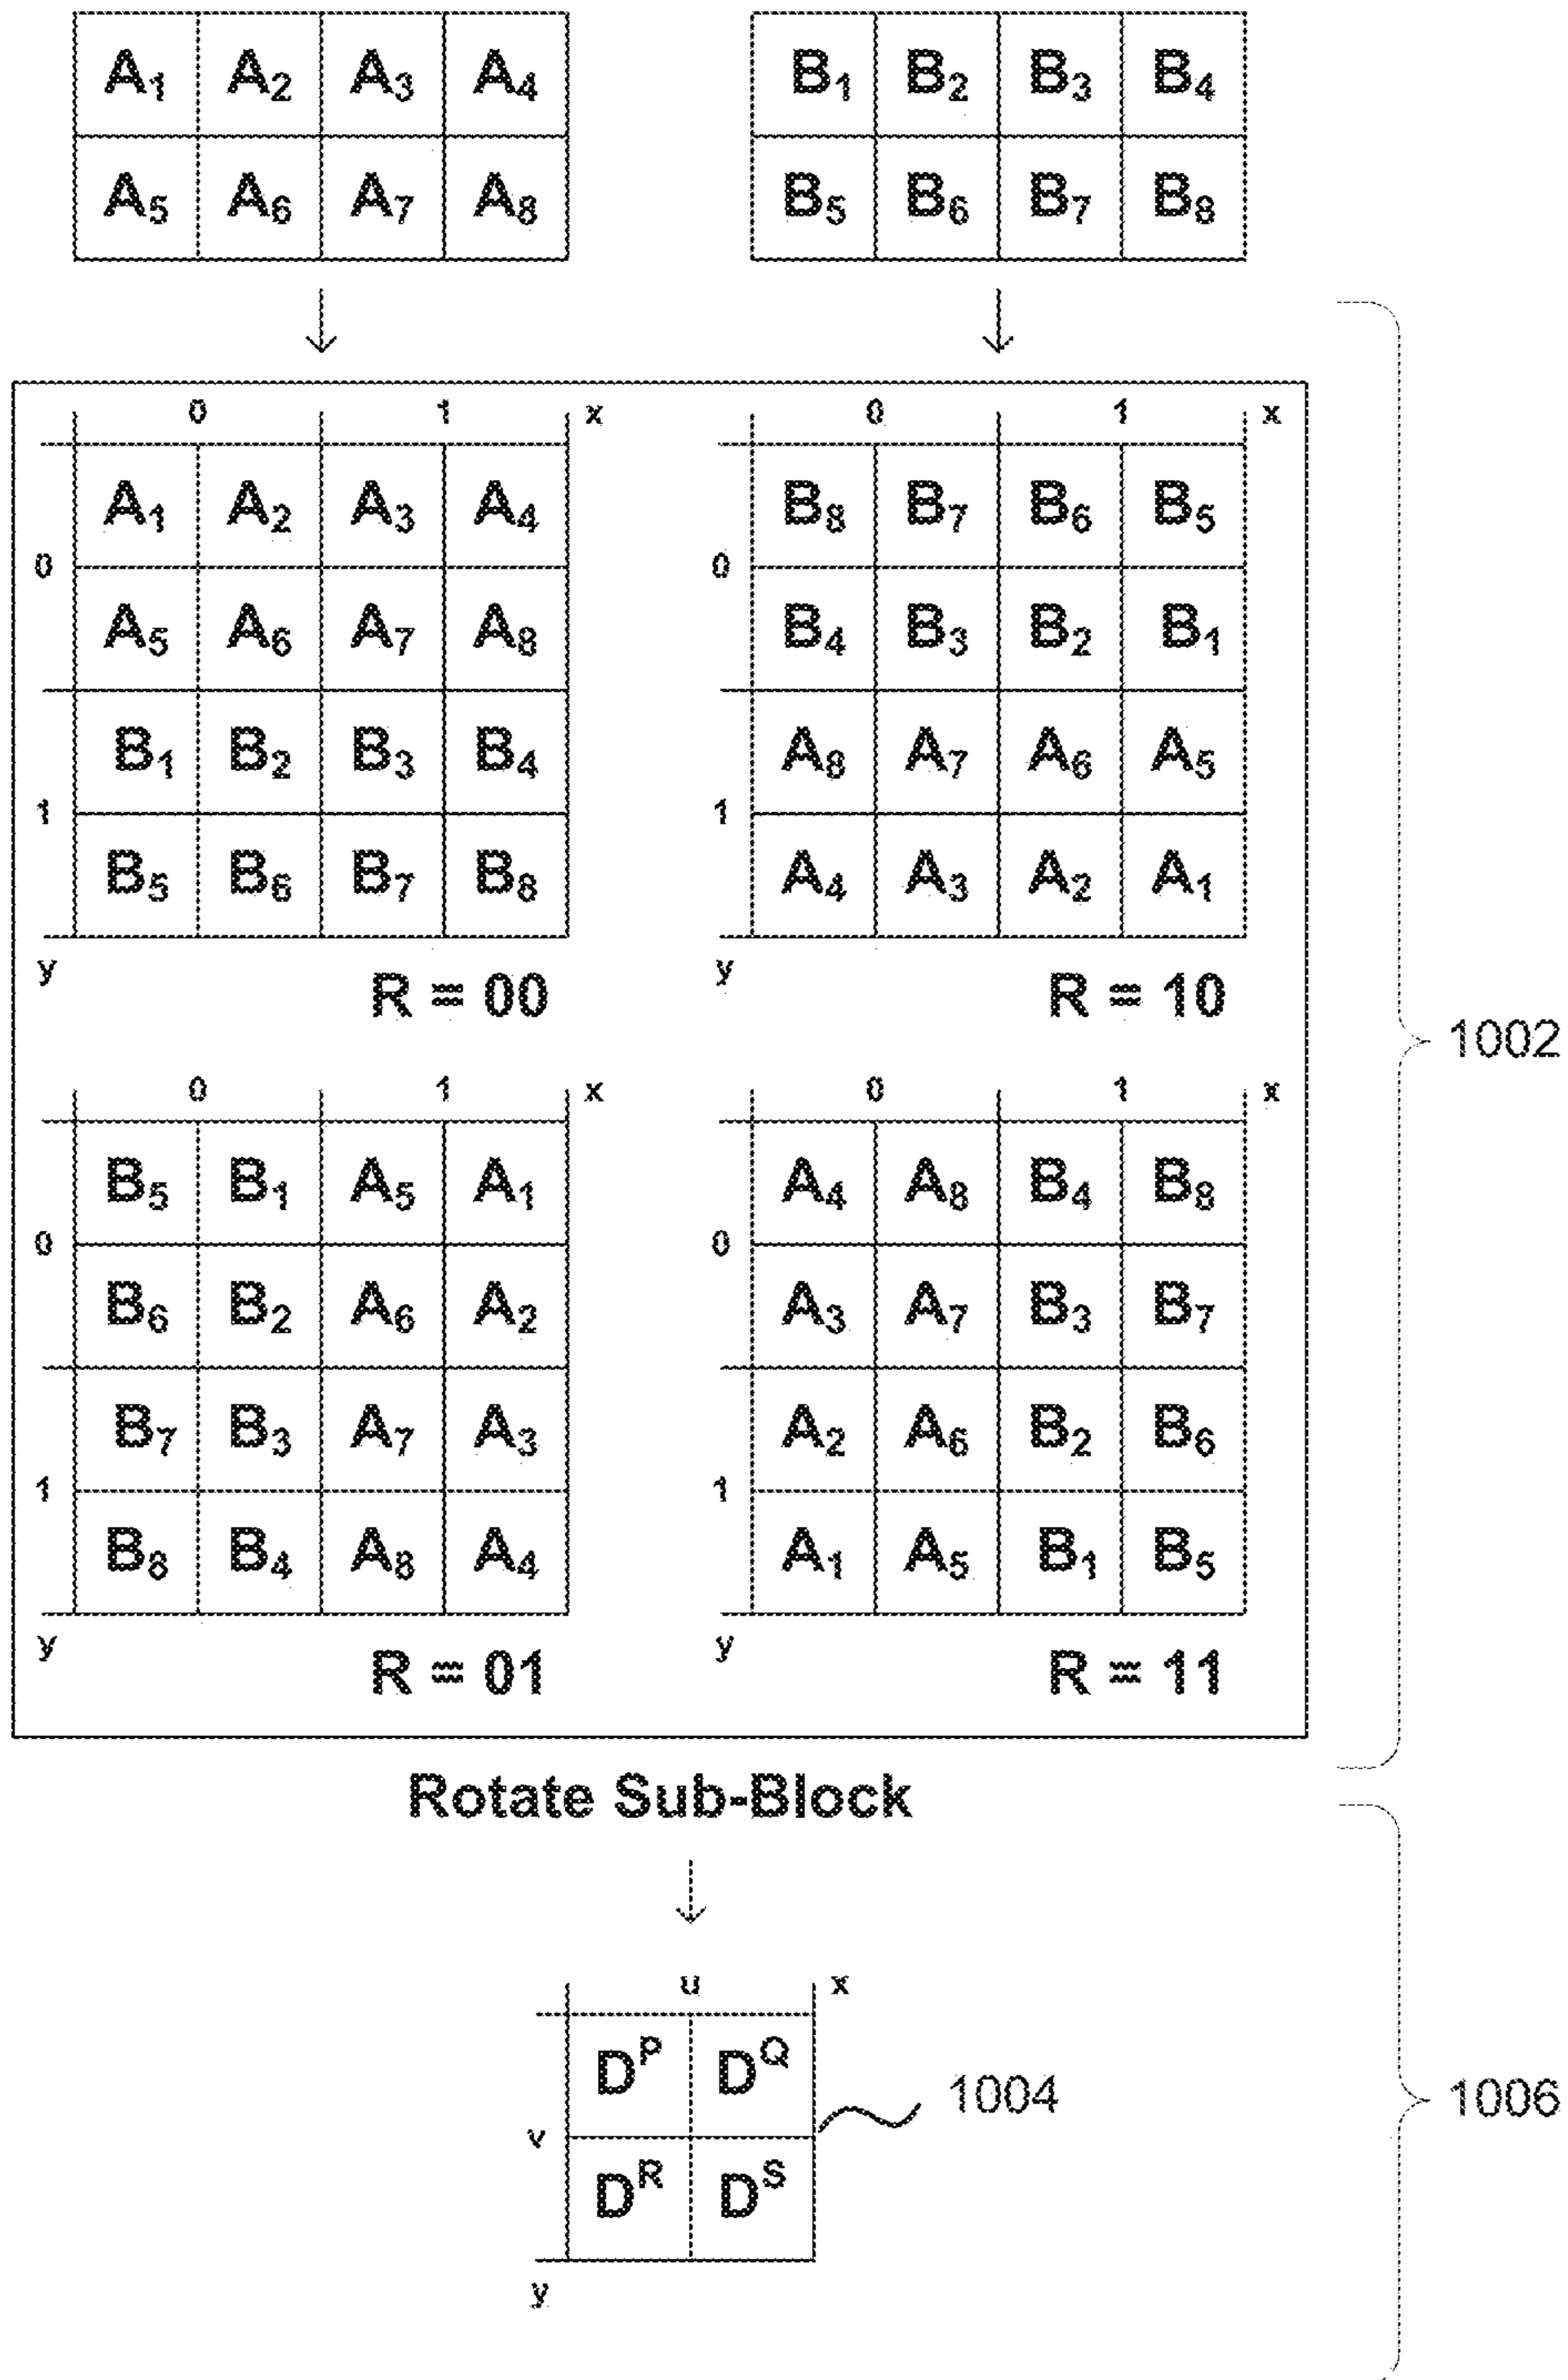 A₁ A₂ A₃ A₄ B₁ B₂ B₃ B₄
A₅ A₆ A₇ A₈ B₅ B₆ B₇ B₈
0 1 x 0 1 x
A₁ A₂ A₃ A₄ B₈ B₇ B₆ B₅
0 0
A₅ A₆ A₇ A₈ B₄ B₃ B₂ B₁
B₁ B₂ B₃ B₄ A₈ A₇ A₆ A₅
1 1
B₅ B₆ B₇ B₈ A₄ A₃ A₂ A₁
y y
R = 00 R = 10
1002
0 1 x 0 1 x
B₅ B₁ A₅ A₁ A₄ A₈ B₄ B₈
0 0
B₆ B₂ A₆ A₂ A₃ A₇ B₃ B₇
B₇ B₃ A₇ A₃ A₂ A₆ B₂ B₆
1 1
B₈ B₄ A₈ A₄ A₁ A₅ B₁ B₅
y y
R = 01 R = 11
Rotate Sub-Block
u x
Dᴾ D^Q
1004
1006
v
Dᴿ D^S
y